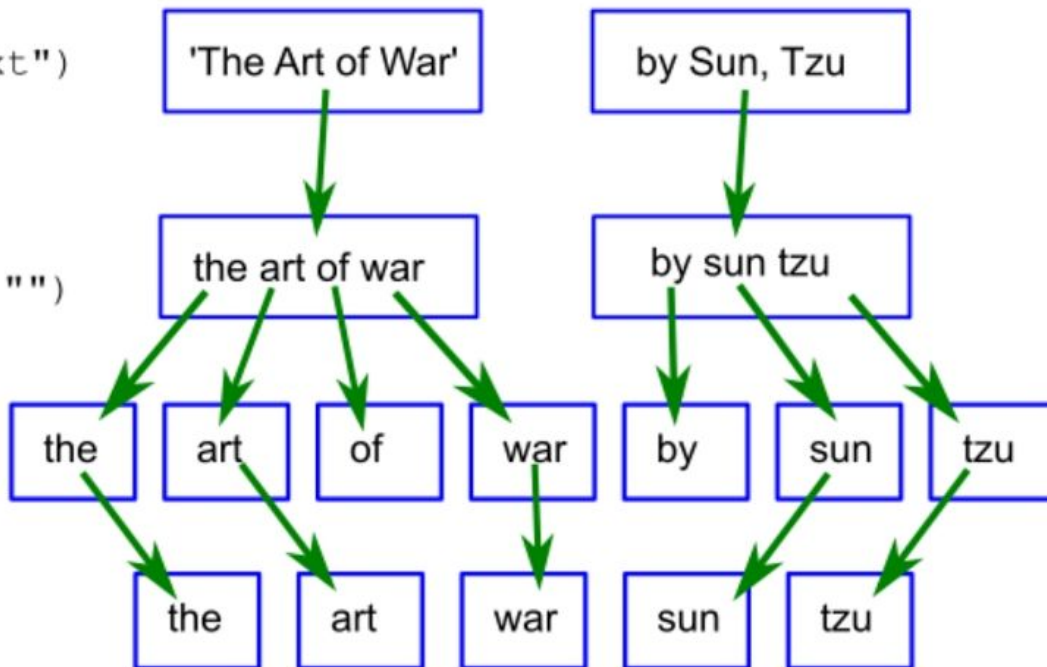 xt") 'The Art of War' by Sun, Tzu
the art of war by sun tzu
"")
the art of war by sun tzu
the art war sun tzu